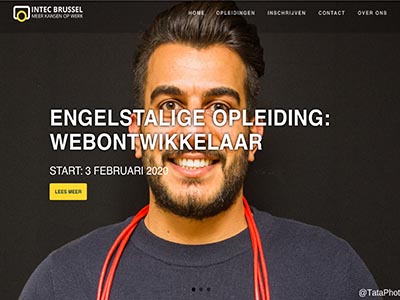 INTEC BRUSSEL
MEER KANSEN OP WERK
HOME OPLEIDINGEN INSCHRIJVEN CONTACT OVER ONS
ENGELSTALIGE OPLEIDING:
WEBONTWIKKELAAR
START: 3 FEBRUARI 2020
LEES MEER
@TataPhot